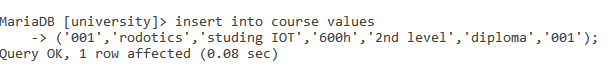 MariaDB [university]> insert into course values
    -> ('001','rodotics','studing IOT','600h','2nd level','diploma','001');
Query OK, 1 row affected (0.08 sec)